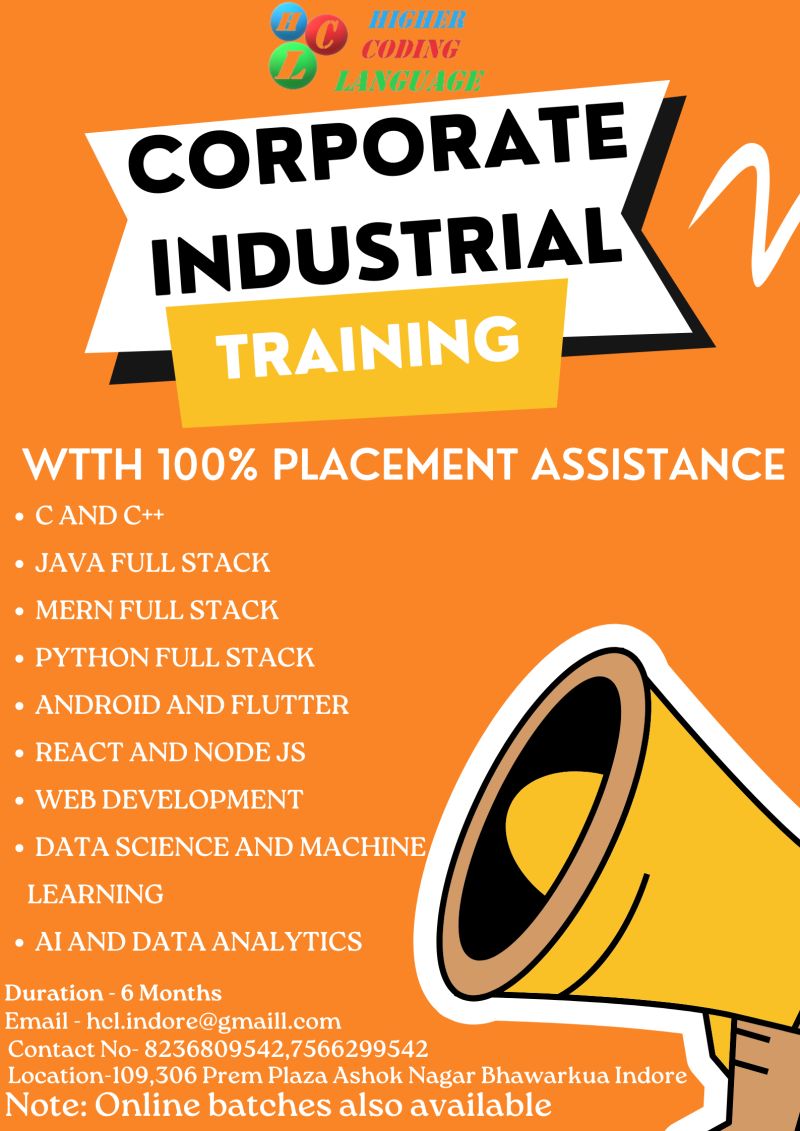 H C L
HIGHER
CODING
LANGUAGE
CORPORATE
INDUSTRIAL
TRAINING
WTTH 100% PLACEMENT ASSISTANCE
• C AND C++
• JAVA FULL STACK
• MERN FULL STACK
• PYTHON FULL STACK
• ANDROID AND FLUTTER
• REACT AND NODE JS
• WEB DEVELOPMENT
• DATA SCIENCE AND MACHINE
LEARNING
• AI AND DATA ANALYTICS
Duration - 6 Months
Email - hcl.indore@gmaill.com
Contact No- 8236809542,7566299542
Location-109,306 Prem Plaza Ashok Nagar Bhawarkua Indore
Note: Online batches also available